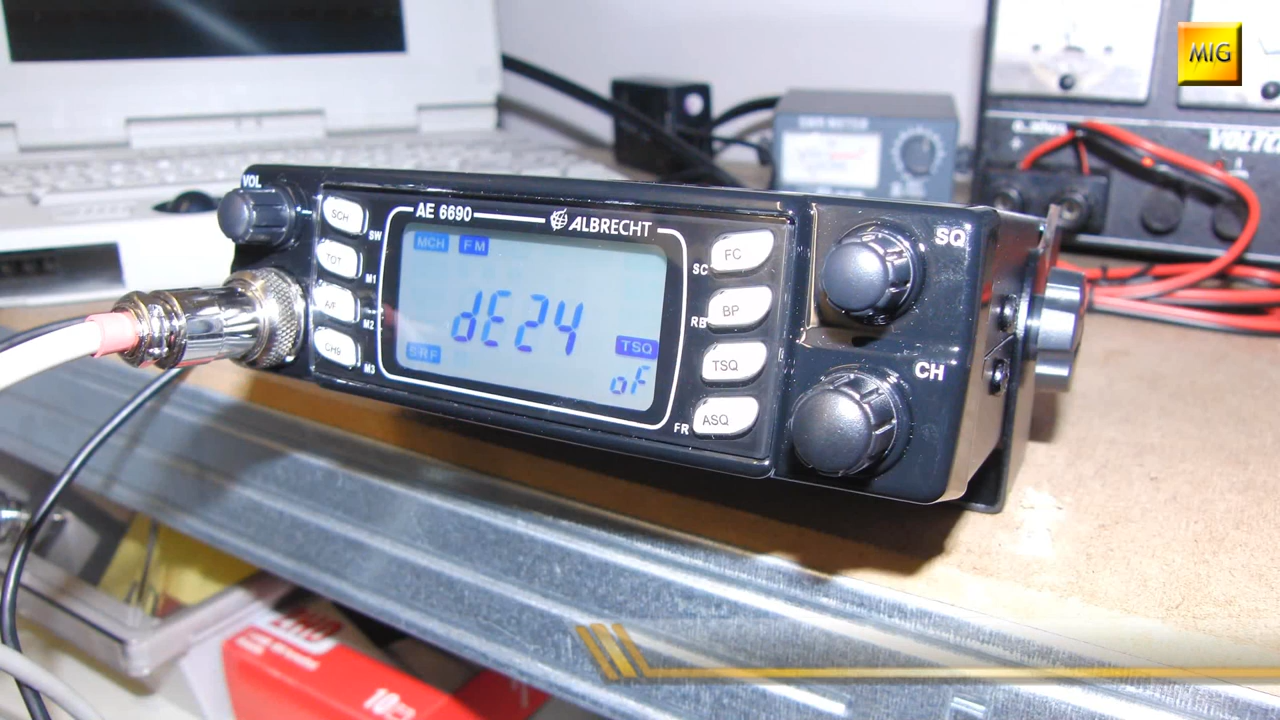 MIG
VOL
SCH
SW
TOT
M1
A/F
M2
CH9
M3
AE 6690
ALBRECHT
MCH FM
dE24
SRF
TSQ
oF
SC
FC
RB
BP
TSQ
FR
ASQ
SQ
CH